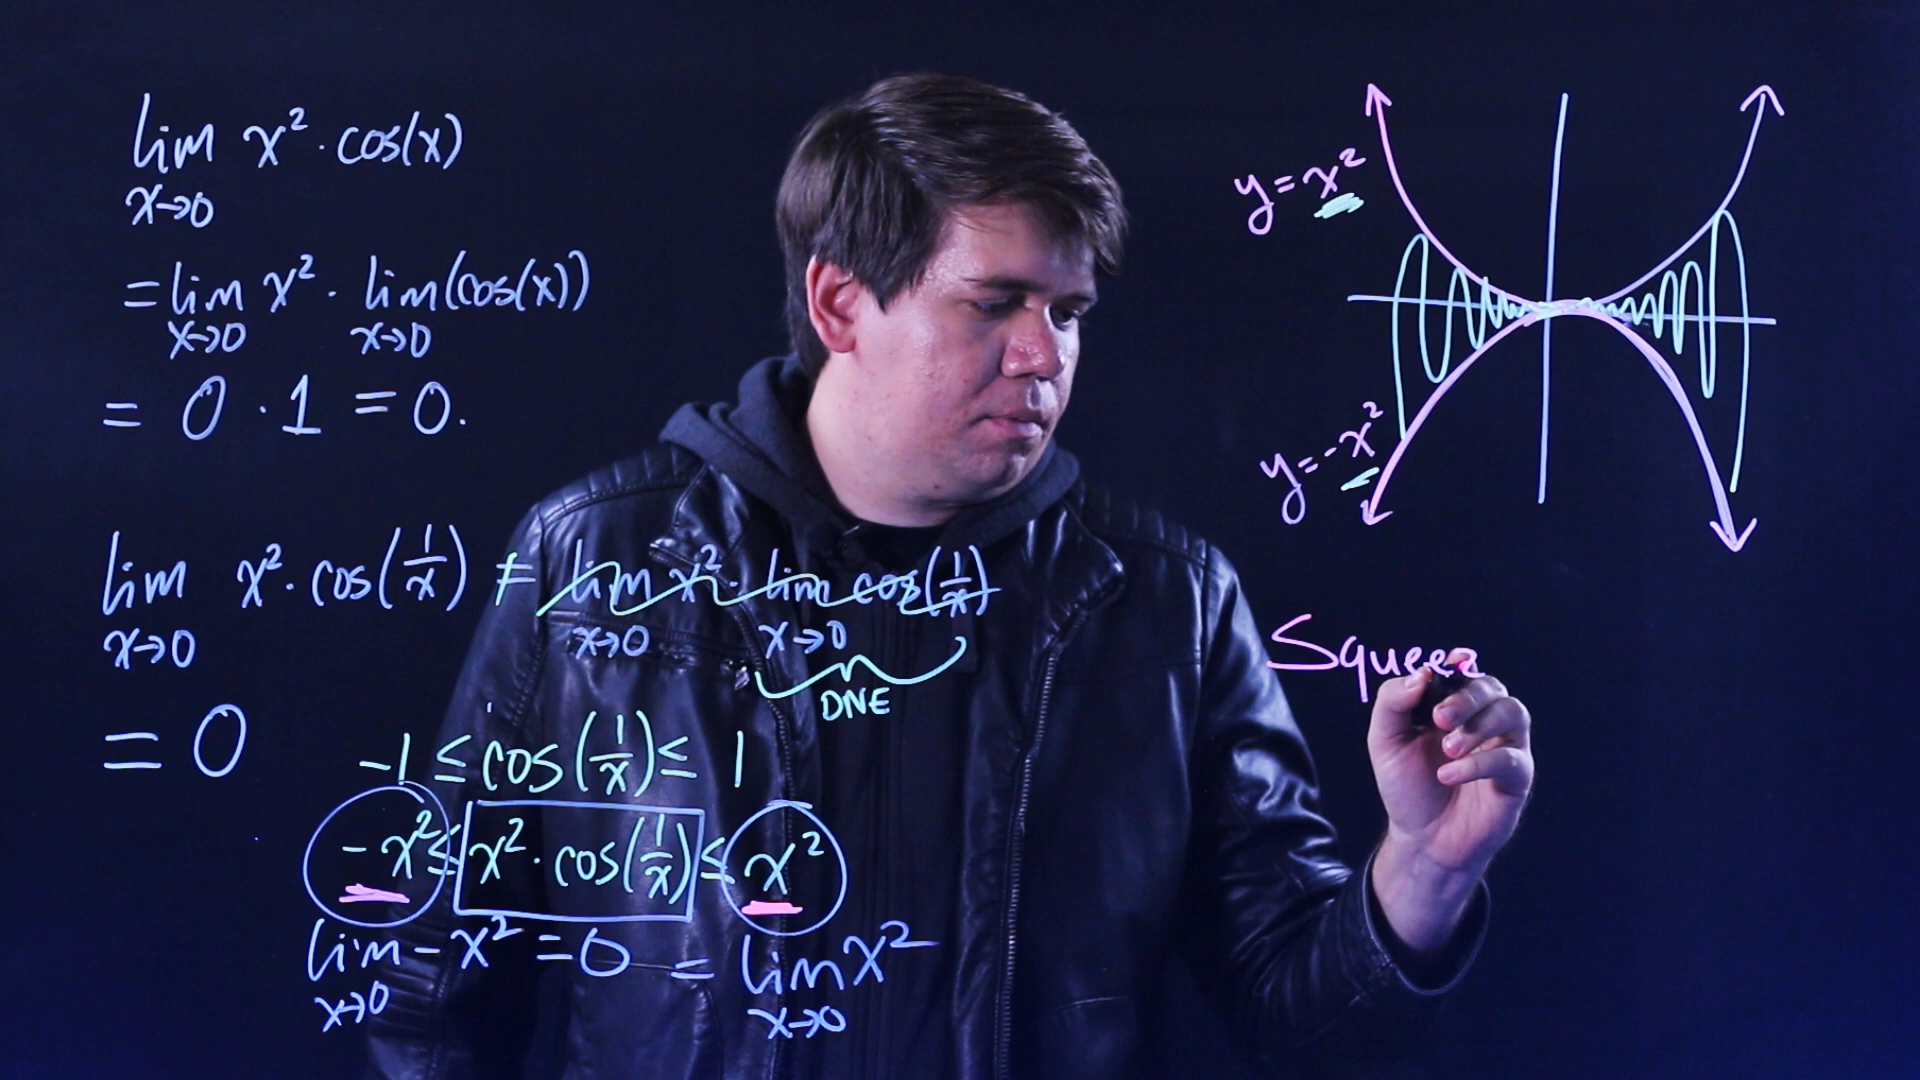 lim x² · cos(x)
x→0
= lim x² · lim(cos(x))
x→0 x→0
= 0 · 1 = 0.
lim x² · cos(1/x) ≠ lim x² · lim cos(1/x)
x→0 x→0 x→0
DNE
= 0
-1 ≤ cos(1/x) ≤ 1
-x² ≤ x² · cos(1/x) ≤ x²
lim -x² = 0 = lim x²
x→0 x→0
y = x²
y = -x²
Squeez